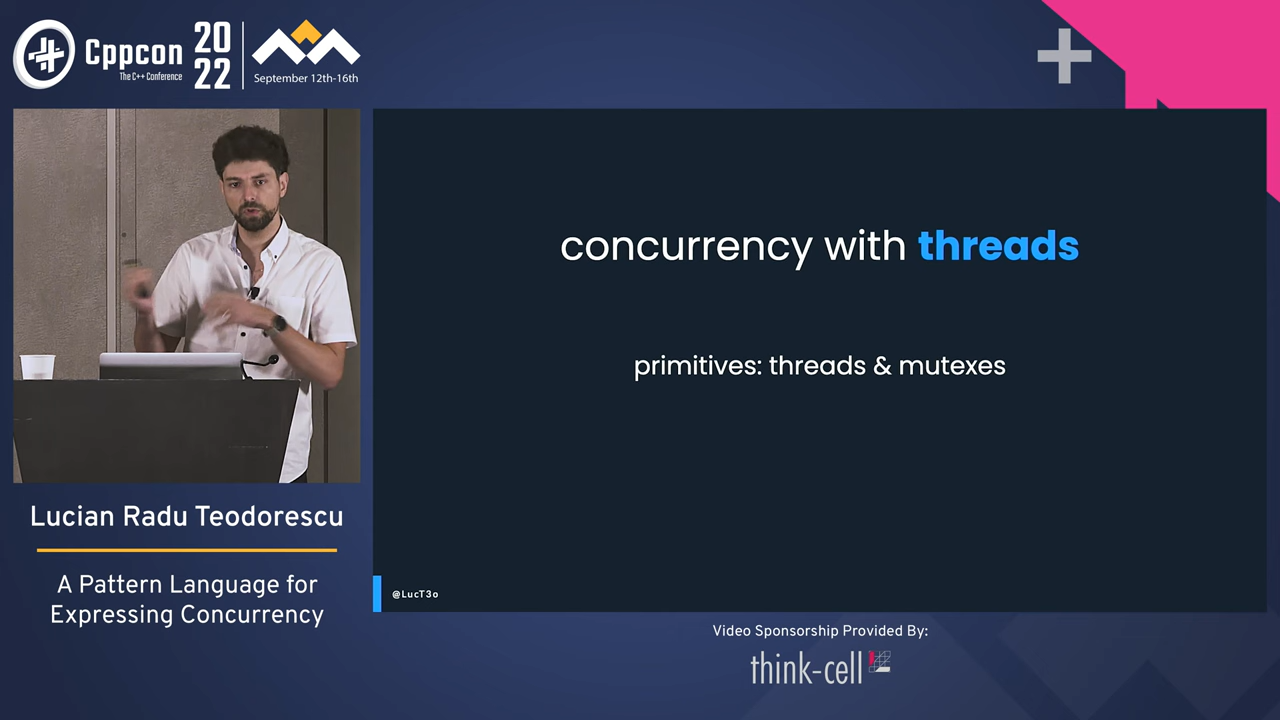 Cppcon
The C++ Conference
20
22
September 12th-16th
concurrency with threads
primitives: threads & mutexes
@LucT3o
Lucian Radu Teodorescu
A Pattern Language for
Expressing Concurrency
Video Sponsorship Provided By:
think-cell